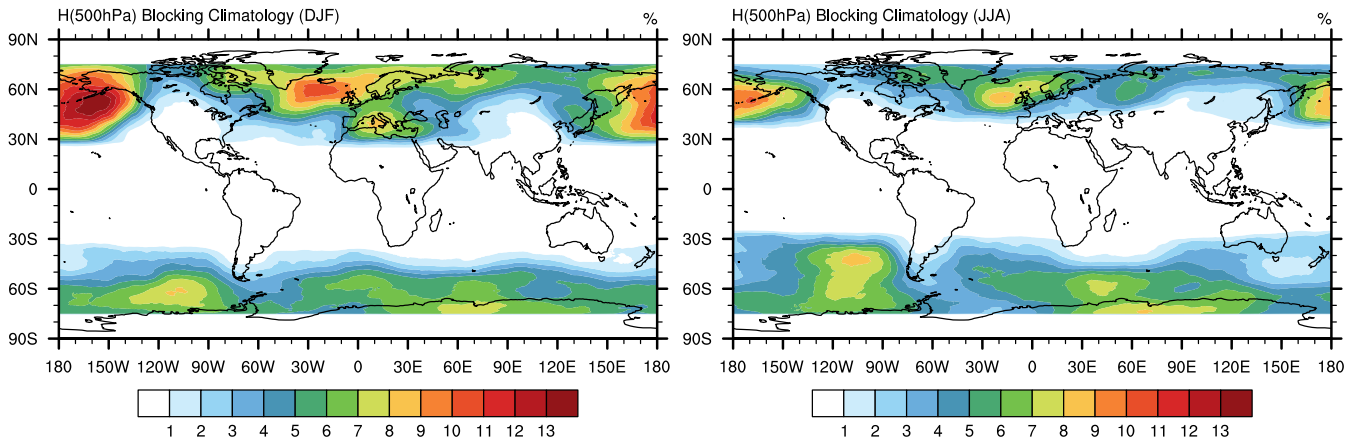 H(500hPa) Blocking Climatology (DJF) %
90N
60N
30N
0
30S
60S
90S
180 150W 120W 90W 60W 30W 0 30E 60E 90E 120E 150E 180
1 2 3 4 5 6 7 8 9 10 11 12 13
H(500hPa) Blocking Climatology (JJA) %
90N
60N
30N
0
30S
60S
90S
180 150W 120W 90W 60W 30W 0 30E 60E 90E 120E 150E 180
1 2 3 4 5 6 7 8 9 10 11 12 13